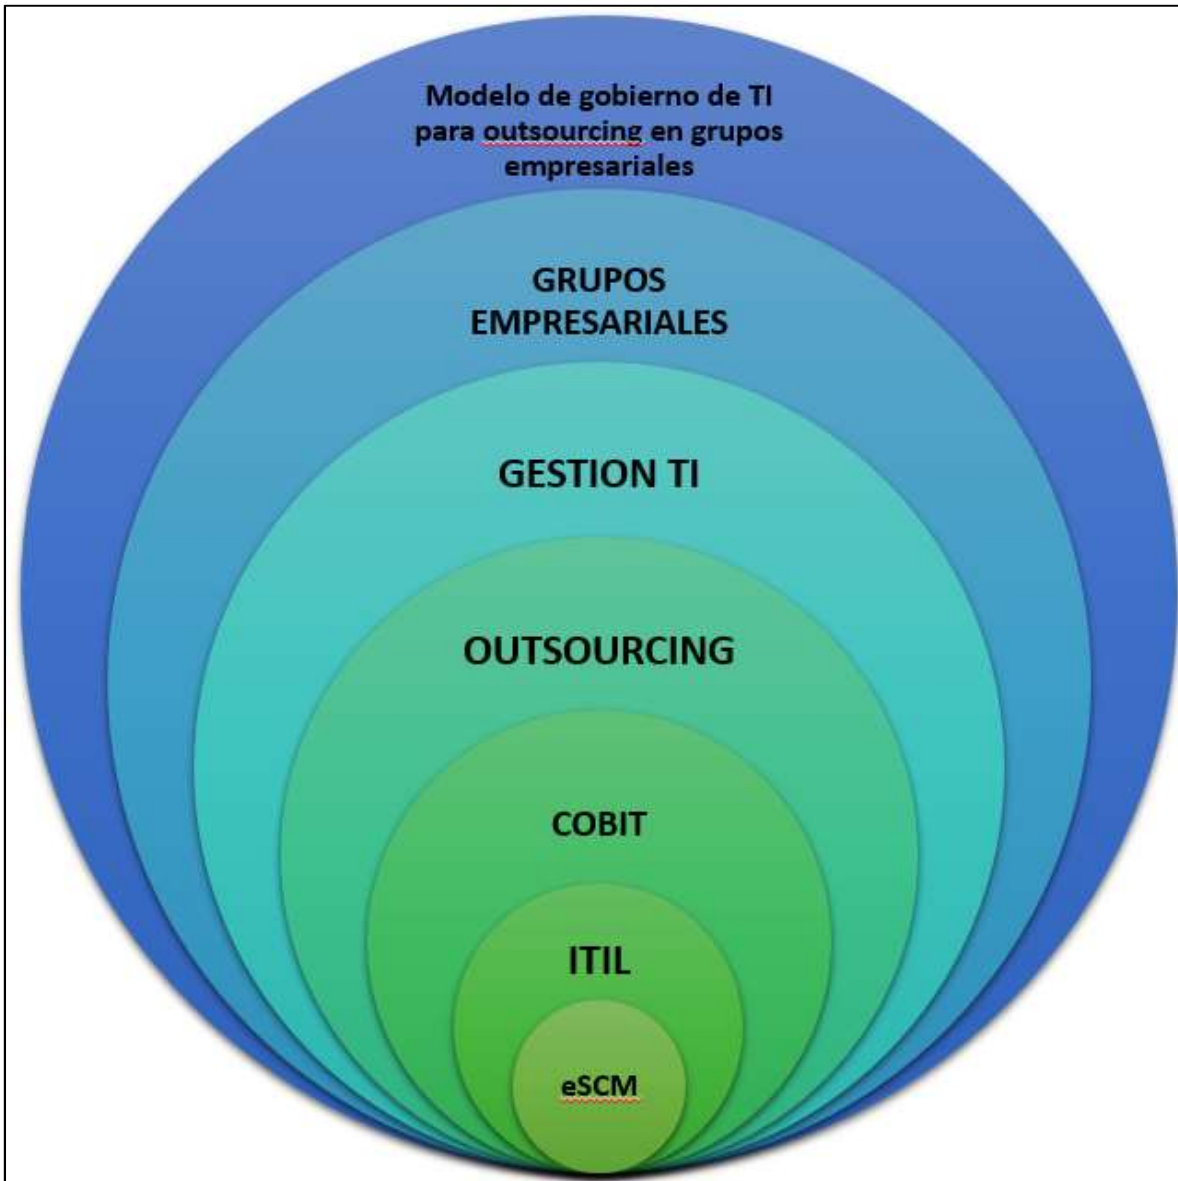 Modelo de gobierno de TI
para outsourcing en grupos
empresariales
GRUPOS
EMPRESARIALES
GESTION TI
OUTSOURCING
COBIT
ITIL
eSCM